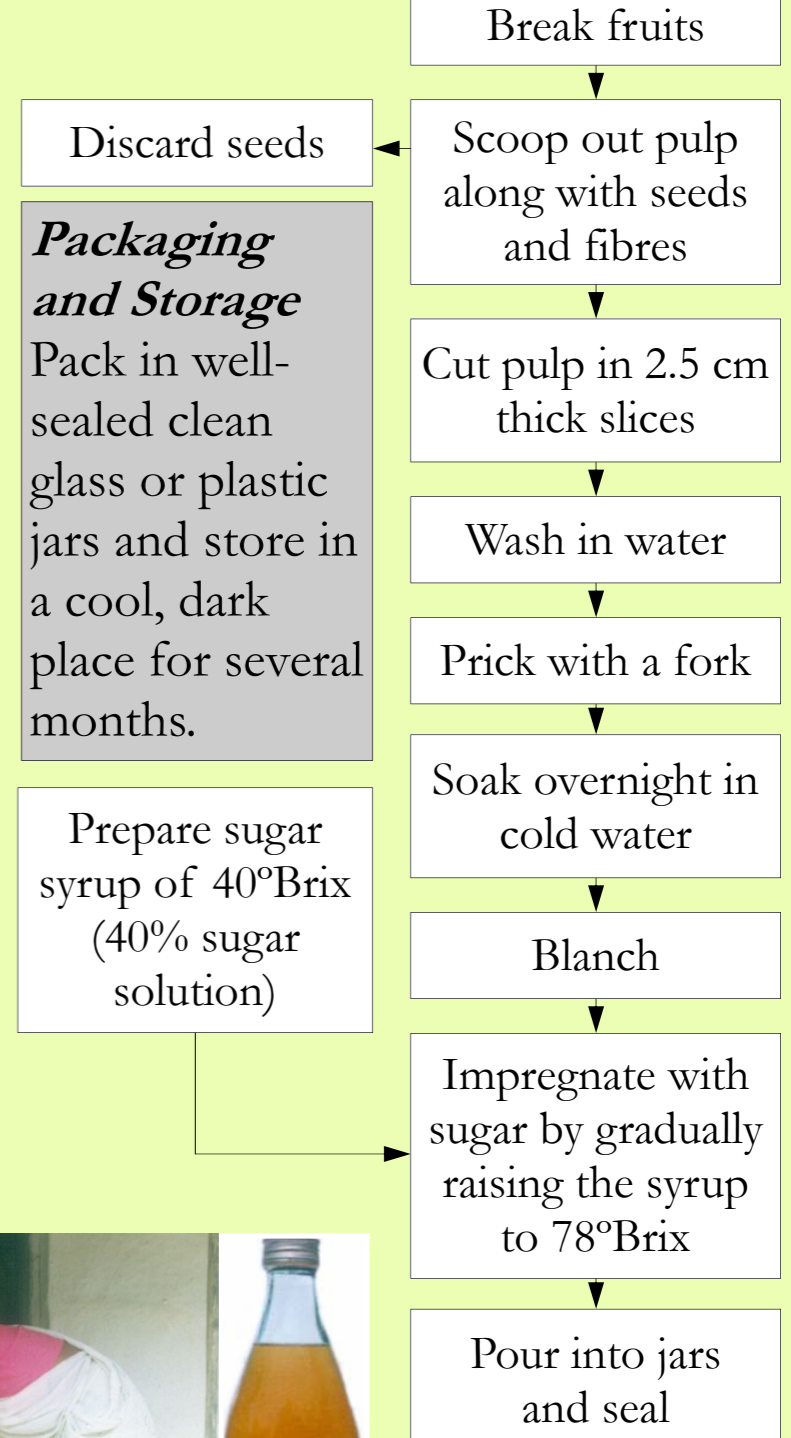 Break fruits
Discard seeds
Scoop out pulp
along with seeds
and fibres
Packaging
and Storage
Pack in well-
sealed clean
glass or plastic
jars and store in
a cool, dark
place for several
months.
Cut pulp in 2.5 cm
thick slices
Wash in water
Prick with a fork
Soak overnight in
cold water
Prepare sugar
syrup of 40ºBrix
(40% sugar
solution)
Blanch
Impregnate with
sugar by gradually
raising the syrup
to 78ºBrix
Pour into jars
and seal